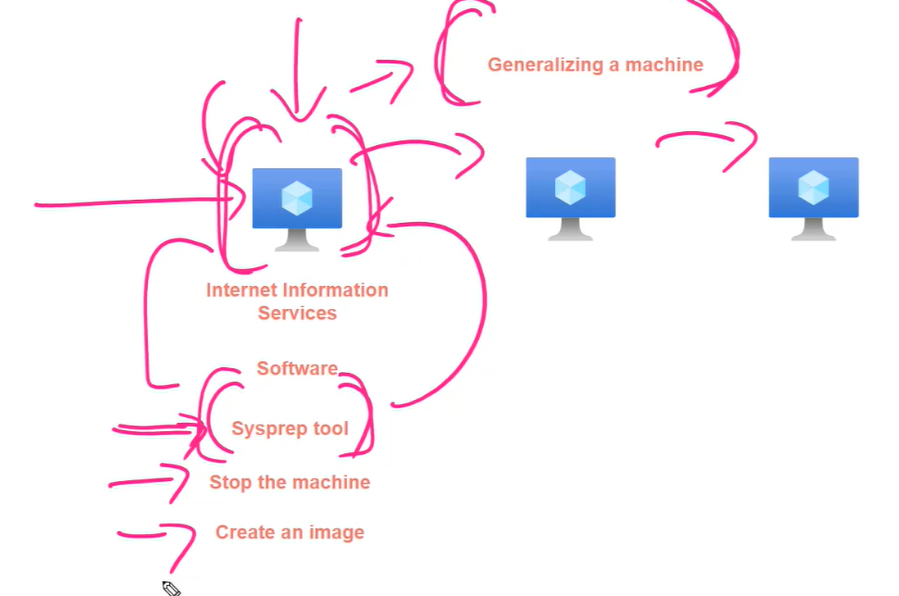 Generalizing a machine
Internet Information
Services
Software
Sysprep tool
Stop the machine
Create an image